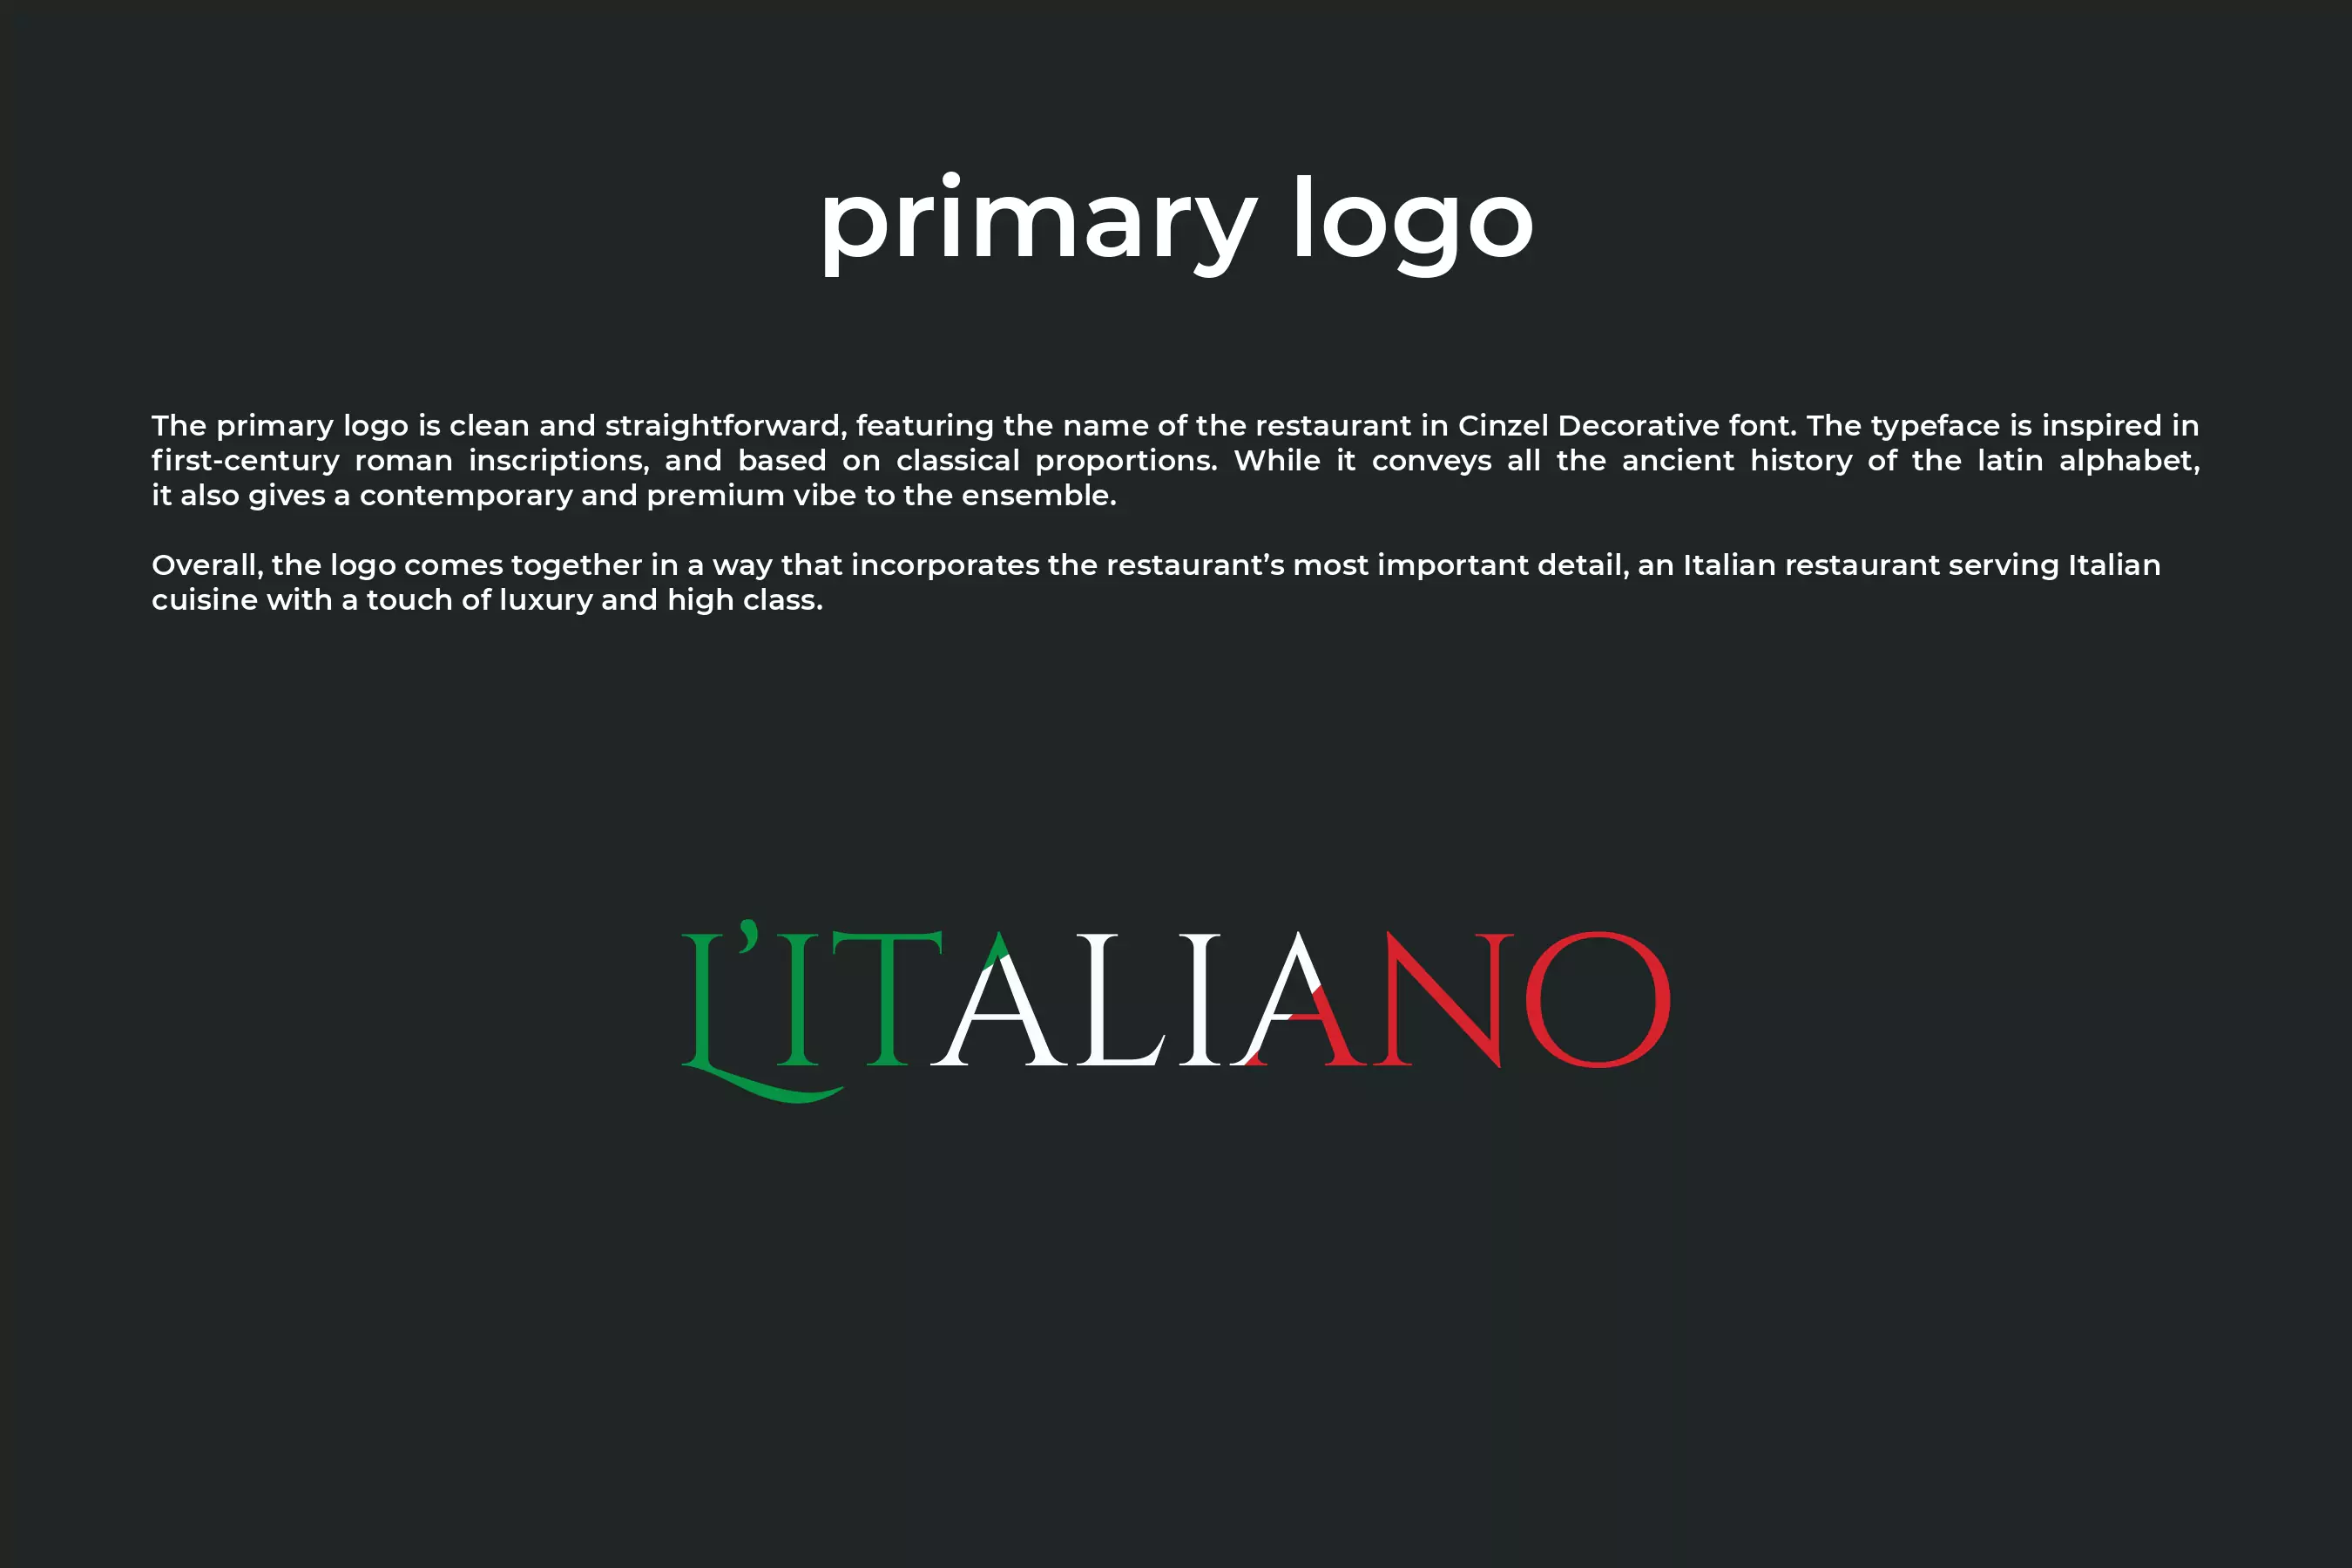 primary logo
The primary logo is clean and straightforward, featuring the name of the restaurant in Cinzel Decorative font. The typeface is inspired in
first-century roman inscriptions, and based on classical proportions. While it conveys all the ancient history of the latin alphabet,
it also gives a contemporary and premium vibe to the ensemble.
Overall, the logo comes together in a way that incorporates the restaurant’s most important detail, an Italian restaurant serving Italian
cuisine with a touch of luxury and high class.
L’ITALIANO